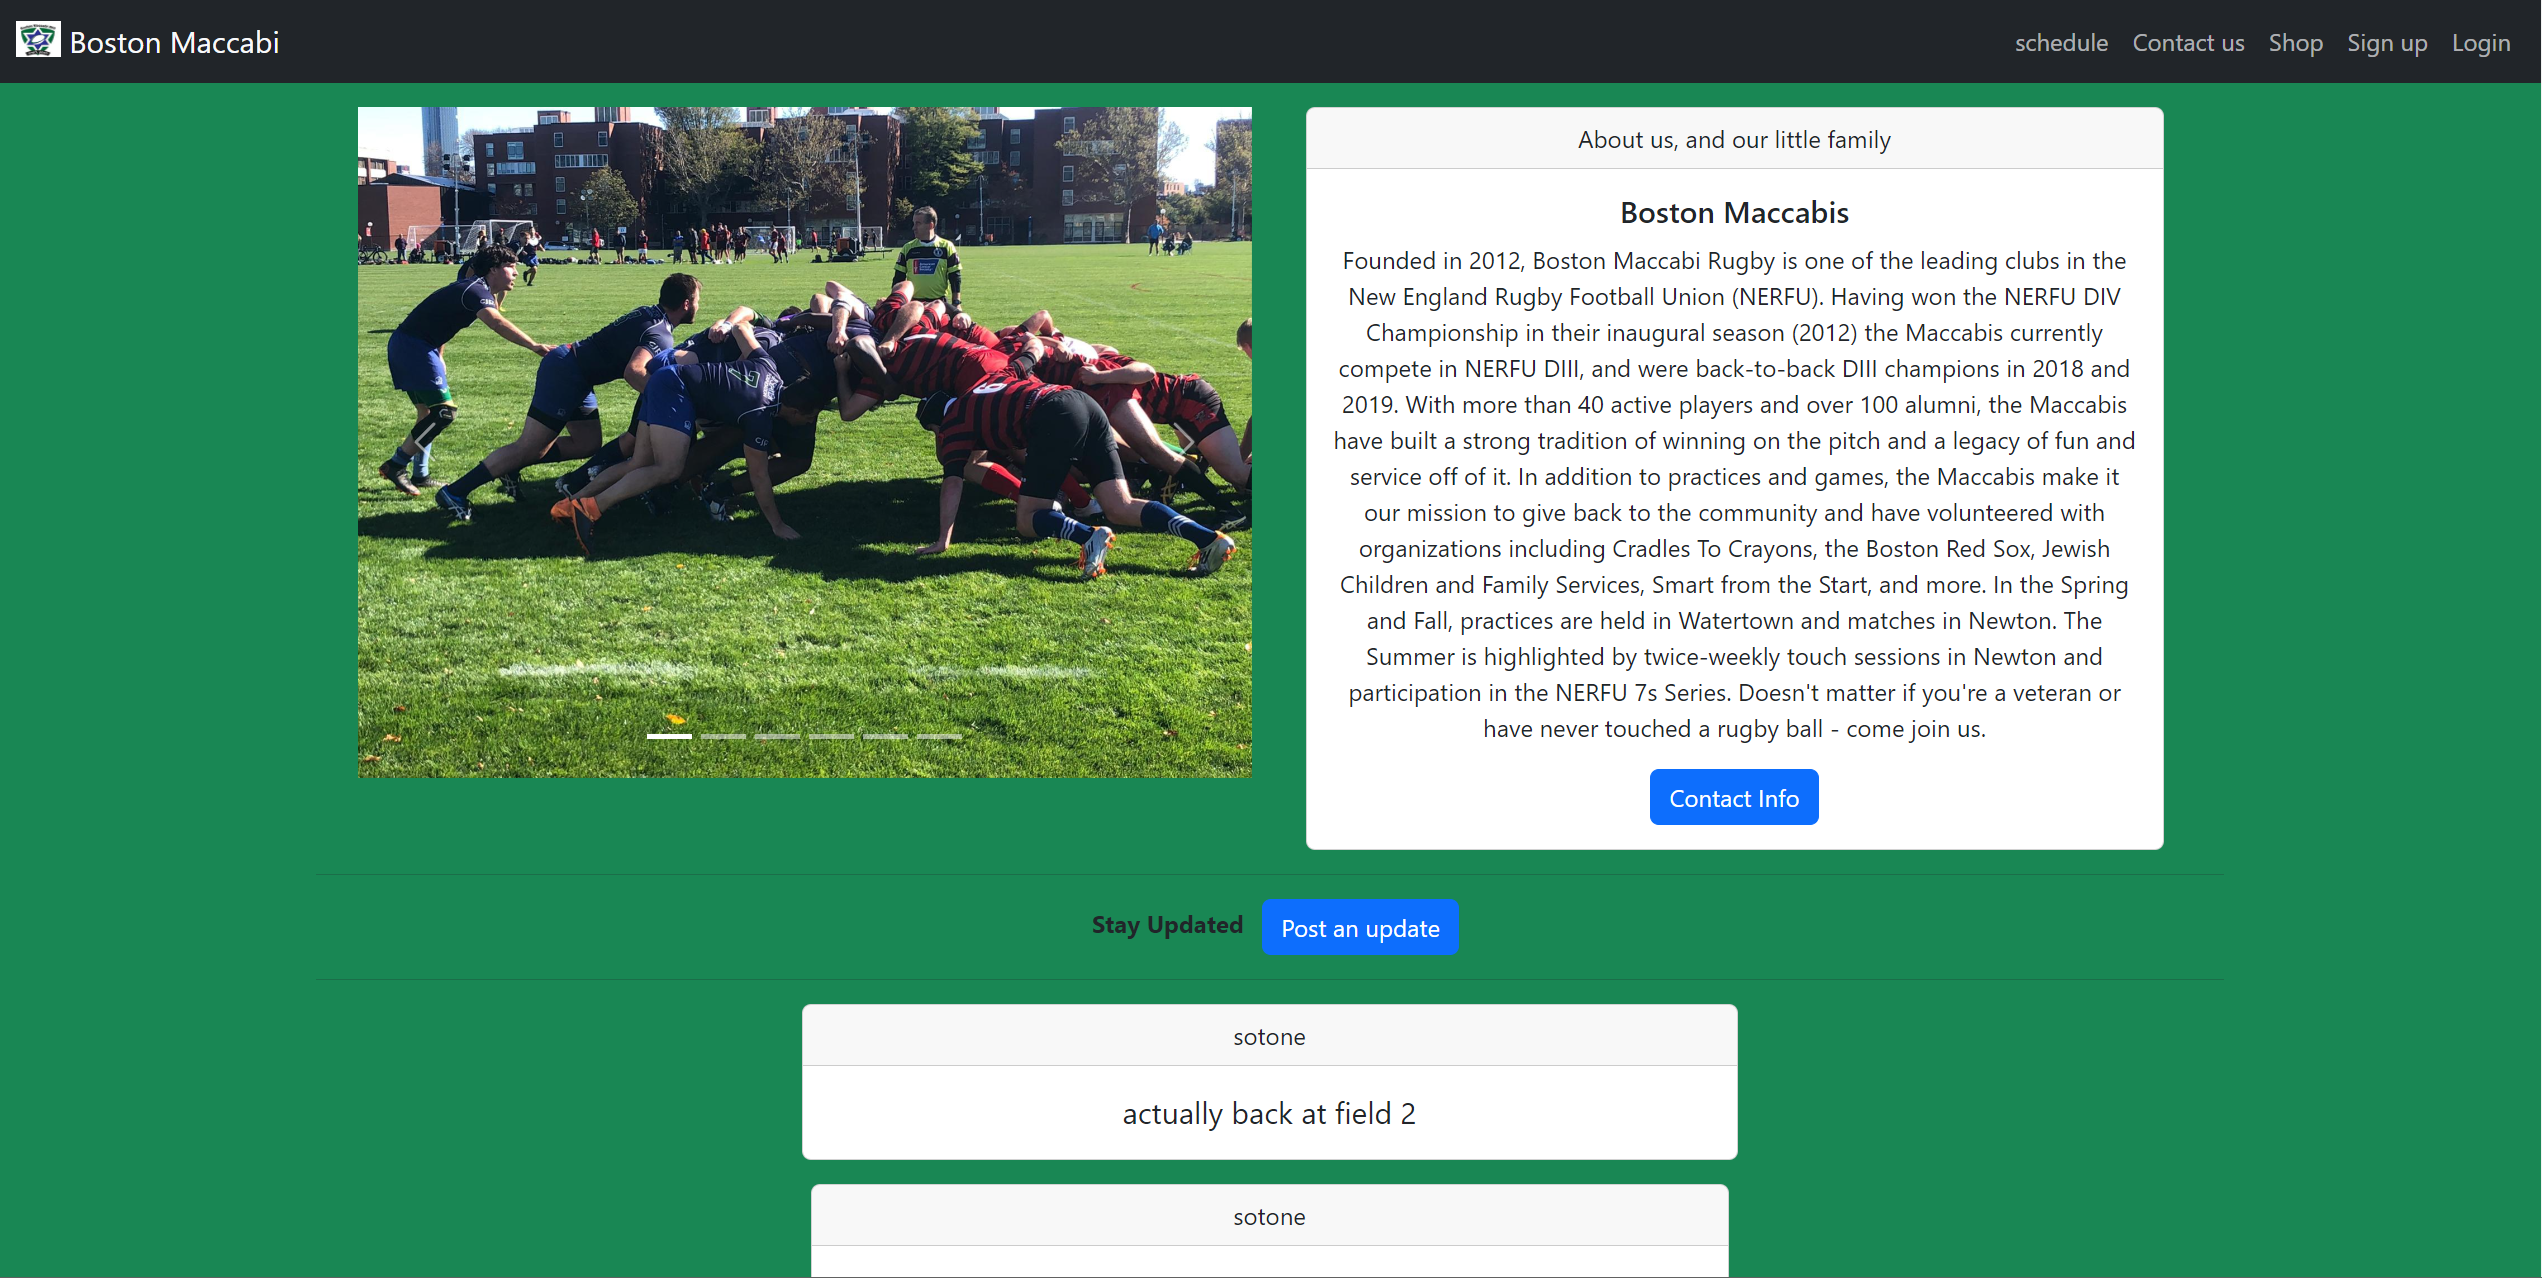 Boston Maccabi
schedule Contact us Shop Sign up Login
About us, and our little family
Boston Maccabis
Founded in 2012, Boston Maccabi Rugby is one of the leading clubs in the
New England Rugby Football Union (NERFU). Having won the NERFU DIV
Championship in their inaugural season (2012) the Maccabis currently
compete in NERFU DIII, and were back-to-back DIII champions in 2018 and
2019. With more than 40 active players and over 100 alumni, the Maccabis
have built a strong tradition of winning on the pitch and a legacy of fun and
service off of it. In addition to practices and games, the Maccabis make it
our mission to give back to the community and have volunteered with
organizations including Cradles To Crayons, the Boston Red Sox, Jewish
Children and Family Services, Smart from the Start, and more. In the Spring
and Fall, practices are held in Watertown and matches in Newton. The
Summer is highlighted by twice-weekly touch sessions in Newton and
participation in the NERFU 7s Series. Doesn't matter if you're a veteran or
have never touched a rugby ball - come join us.
Contact Info
Stay Updated Post an update
sotone
actually back at field 2
sotone